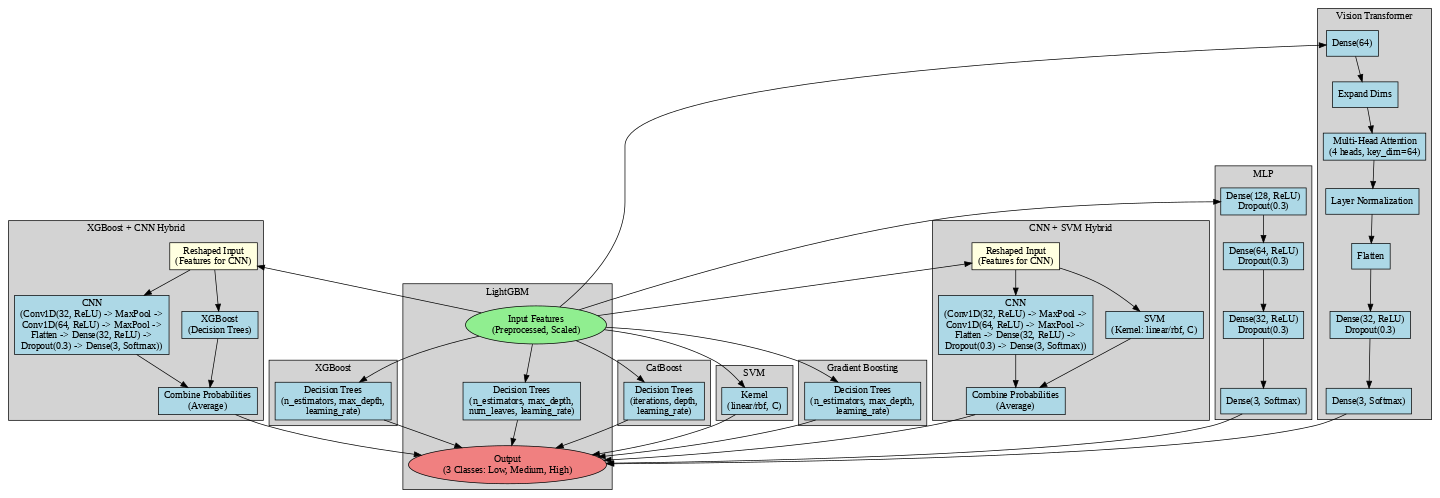 Vision Transformer
Dense(64)
Expand Dims
Multi-Head Attention
(4 heads, key_dim=64)
Layer Normalization
Flatten
Dense(32, ReLU)
Dropout(0.3)
Dense(3, Softmax)
MLP
Dense(128, ReLU)
Dropout(0.3)
Dense(64, ReLU)
Dropout(0.3)
Dense(32, ReLU)
Dropout(0.3)
Dense(3, Softmax)
XGBoost + CNN Hybrid
Reshaped Input
(Features for CNN)
CNN
(Conv1D(32, ReLU) -> MaxPool ->
Conv1D(64, ReLU) -> MaxPool ->
Flatten -> Dense(32, ReLU) ->
Dropout(0.3) -> Dense(3, Softmax))
XGBoost
(Decision Trees)
Combine Probabilities
(Average)
CNN + SVM Hybrid
Reshaped Input
(Features for CNN)
CNN
(Conv1D(32, ReLU) -> MaxPool ->
Conv1D(64, ReLU) -> MaxPool ->
Flatten -> Dense(32, ReLU) ->
Dropout(0.3) -> Dense(3, Softmax))
SVM
(Kernel: linear/rbf, C)
Combine Probabilities
(Average)
LightGBM
Input Features
(Preprocessed, Scaled)
Decision Trees
(n_estimators, max_depth,
num_leaves, learning_rate)
XGBoost
Decision Trees
(n_estimators, max_depth,
learning_rate)
CatBoost
Decision Trees
(iterations, depth,
learning_rate)
SVM
Kernel
(linear/rbf, C)
Gradient Boosting
Decision Trees
(n_estimators, max_depth,
learning_rate)
Output
(3 Classes: Low, Medium, High)